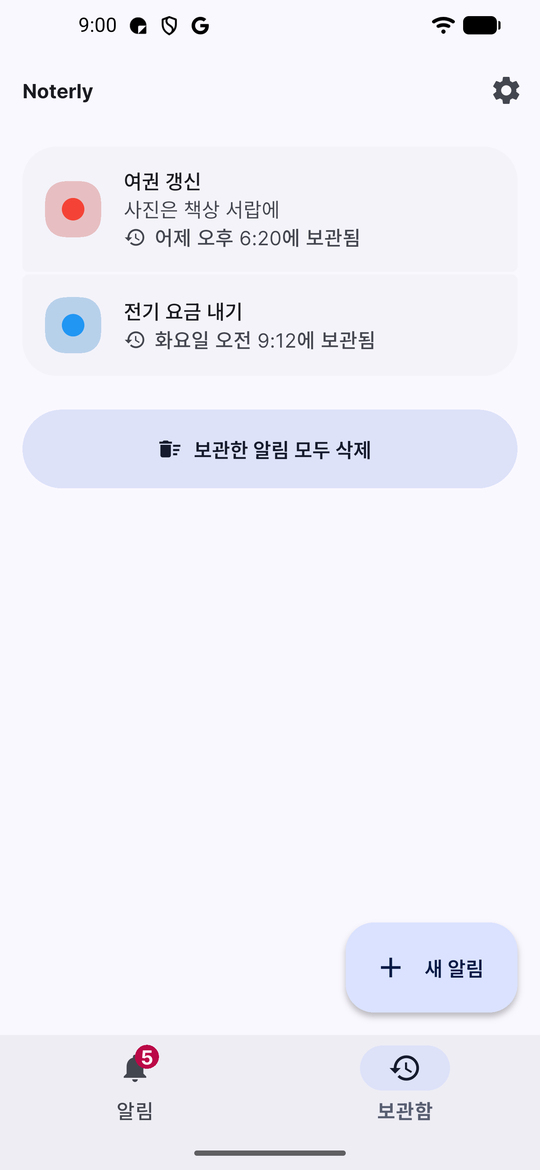 9:00
Noterly
여권 갱신
사진은 책상 서랍에
어제 오후 6:20에 보관됨
전기 요금 내기
화요일 오전 9:12에 보관됨
보관한 알림 모두 삭제
새 알림
5
알림
보관함